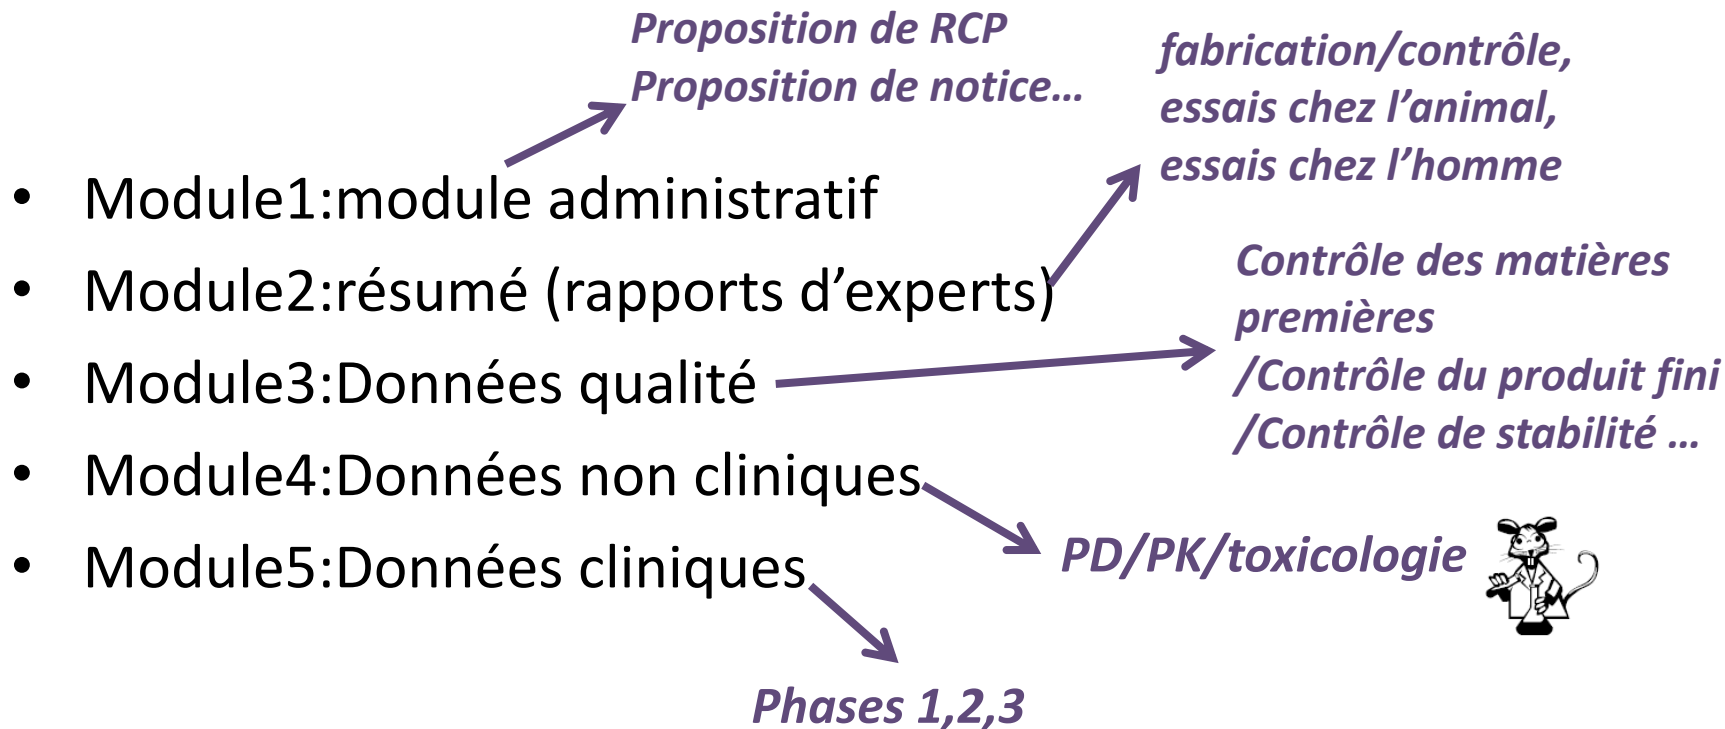 Proposition de RCP
Proposition de notice…
fabrication/contrôle,
essais chez l’animal,
essais chez l’homme
• Module1:module administratif
• Module2:résumé (rapports d’experts)
Contrôle des matières
premières
/Contrôle du produit fini
/Contrôle de stabilité …
• Module3:Données qualité
• Module4:Données non cliniques
PD/PK/toxicologie
• Module5:Données cliniques
Phases 1,2,3